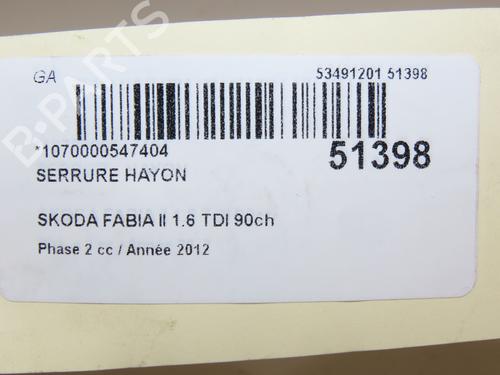 GA
53491201 51398
*1070000547404
51398
SERRURE HAYON
SKODA FABIA II 1.6 TDI 90ch
Phase 2 cc / Année 2012
B-PARTS